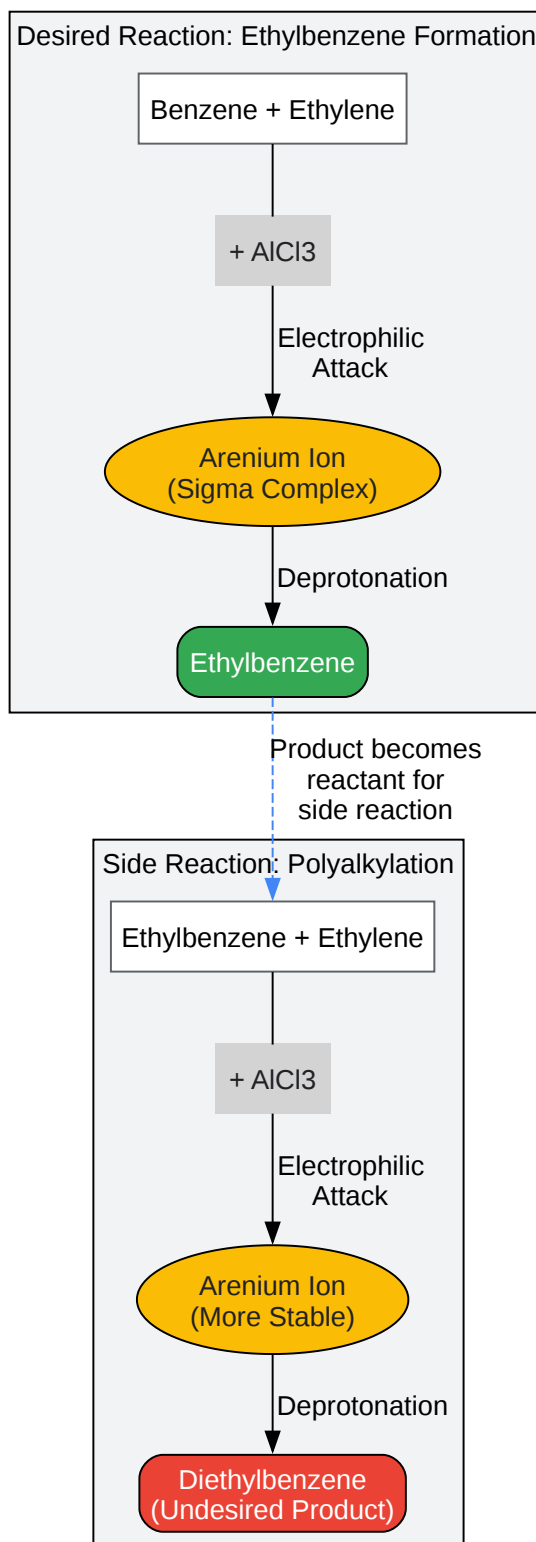 Desired Reaction: Ethylbenzene Formation
Benzene + Ethylene
+ AlCl3
Electrophilic
Attack
Arenium Ion
(Sigma Complex)
Deprotonation
Ethylbenzene
Product becomes
reactant for
side reaction
Side Reaction: Polyalkylation
Ethylbenzene + Ethylene
+ AlCl3
Electrophilic
Attack
Arenium Ion
(More Stable)
Deprotonation
Diethylbenzene
(Undesired Product)